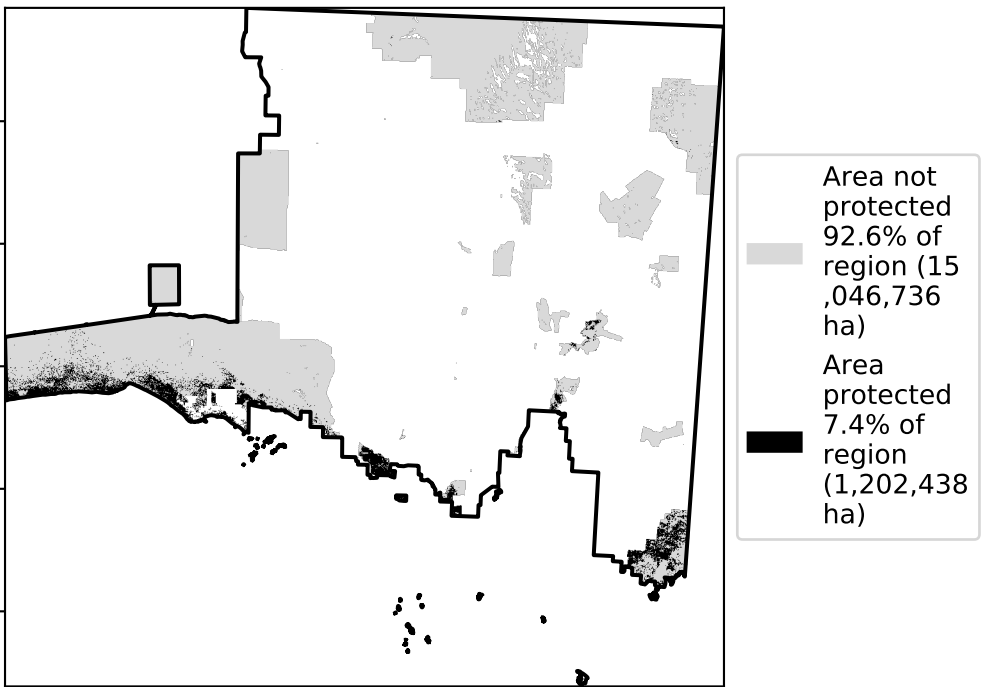 Area not
protected
92.6% of
region (15
,046,736
ha)
Area
protected
7.4% of
region
(1,202,438
ha)